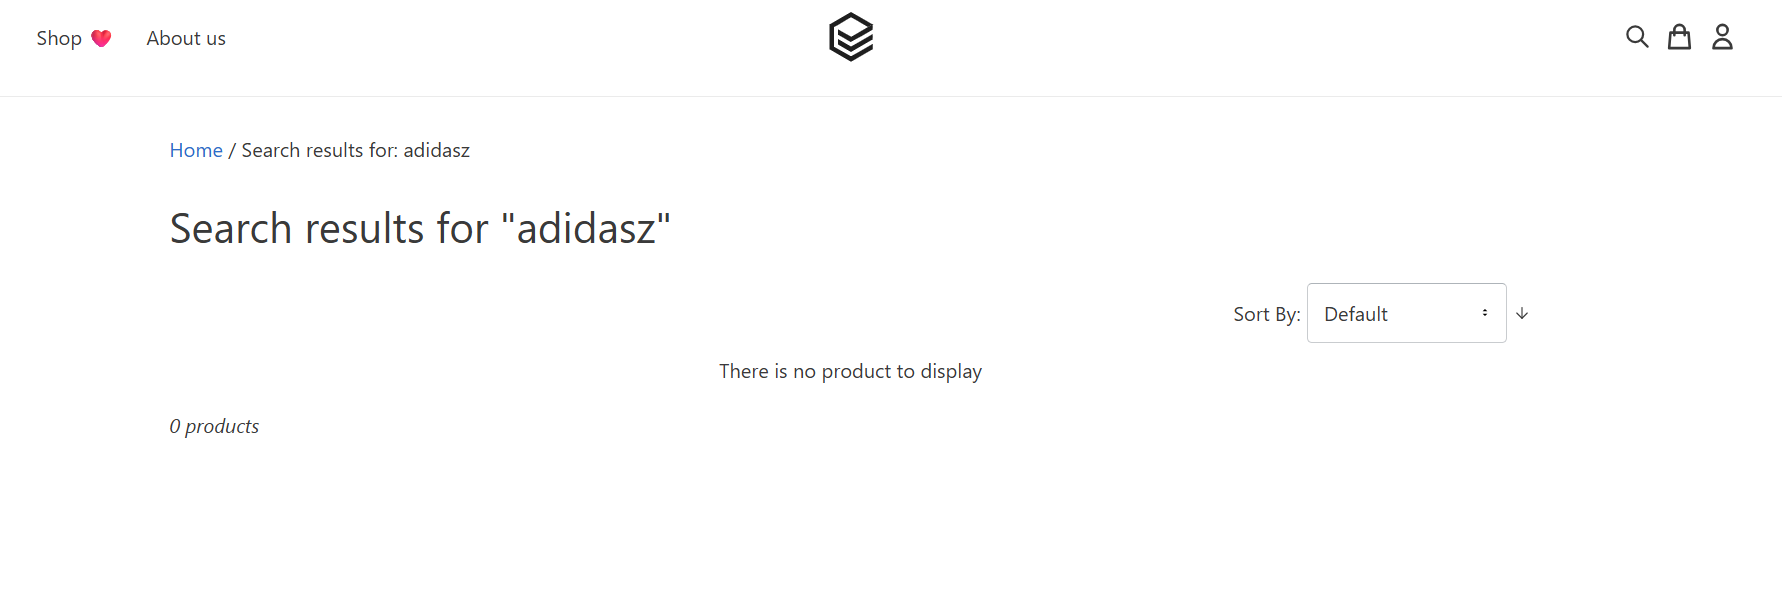 Shop About us
Home / Search results for: adidasz
Search results for "adidasz"
Sort By: Default
There is no product to display
0 products